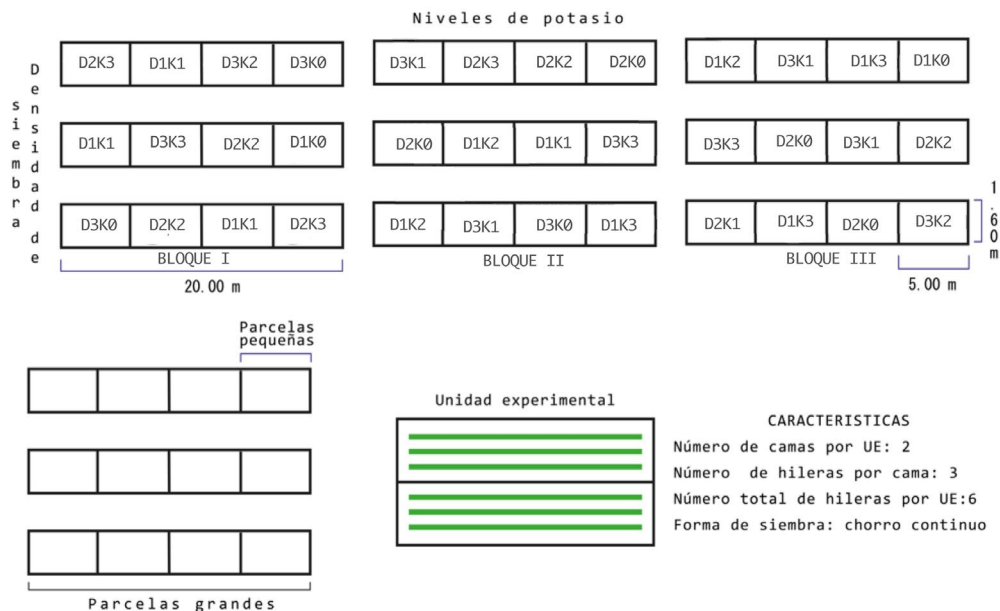 Niveles de potasio
Densidad de
siembra
D2K3 D1K1 D3K2 D3K0
D3K1 D2K3 D2K2 D2K0
D1K2 D3K1 D1K3 D1K0
D1K1 D3K3 D2K2 D1K0
D2K0 D1K2 D1K1 D3K3
D3K3 D2K0 D3K1 D2K2
D3K0 D2K2 D1K1 D2K3
D1K2 D3K1 D3K0 D1K3
D2K1 D1K3 D2K0 D3K2
1.60m
BLOQUE I
BLOQUE II
BLOQUE III
20.00 m
5.00 m
Parcelas
pequeñas
Parcelas grandes
Unidad experimental
CARACTERISTICAS
Número de camas por UE: 2
Número de hileras por cama: 3
Número total de hileras por UE:6
Forma de siembra: chorro continuo